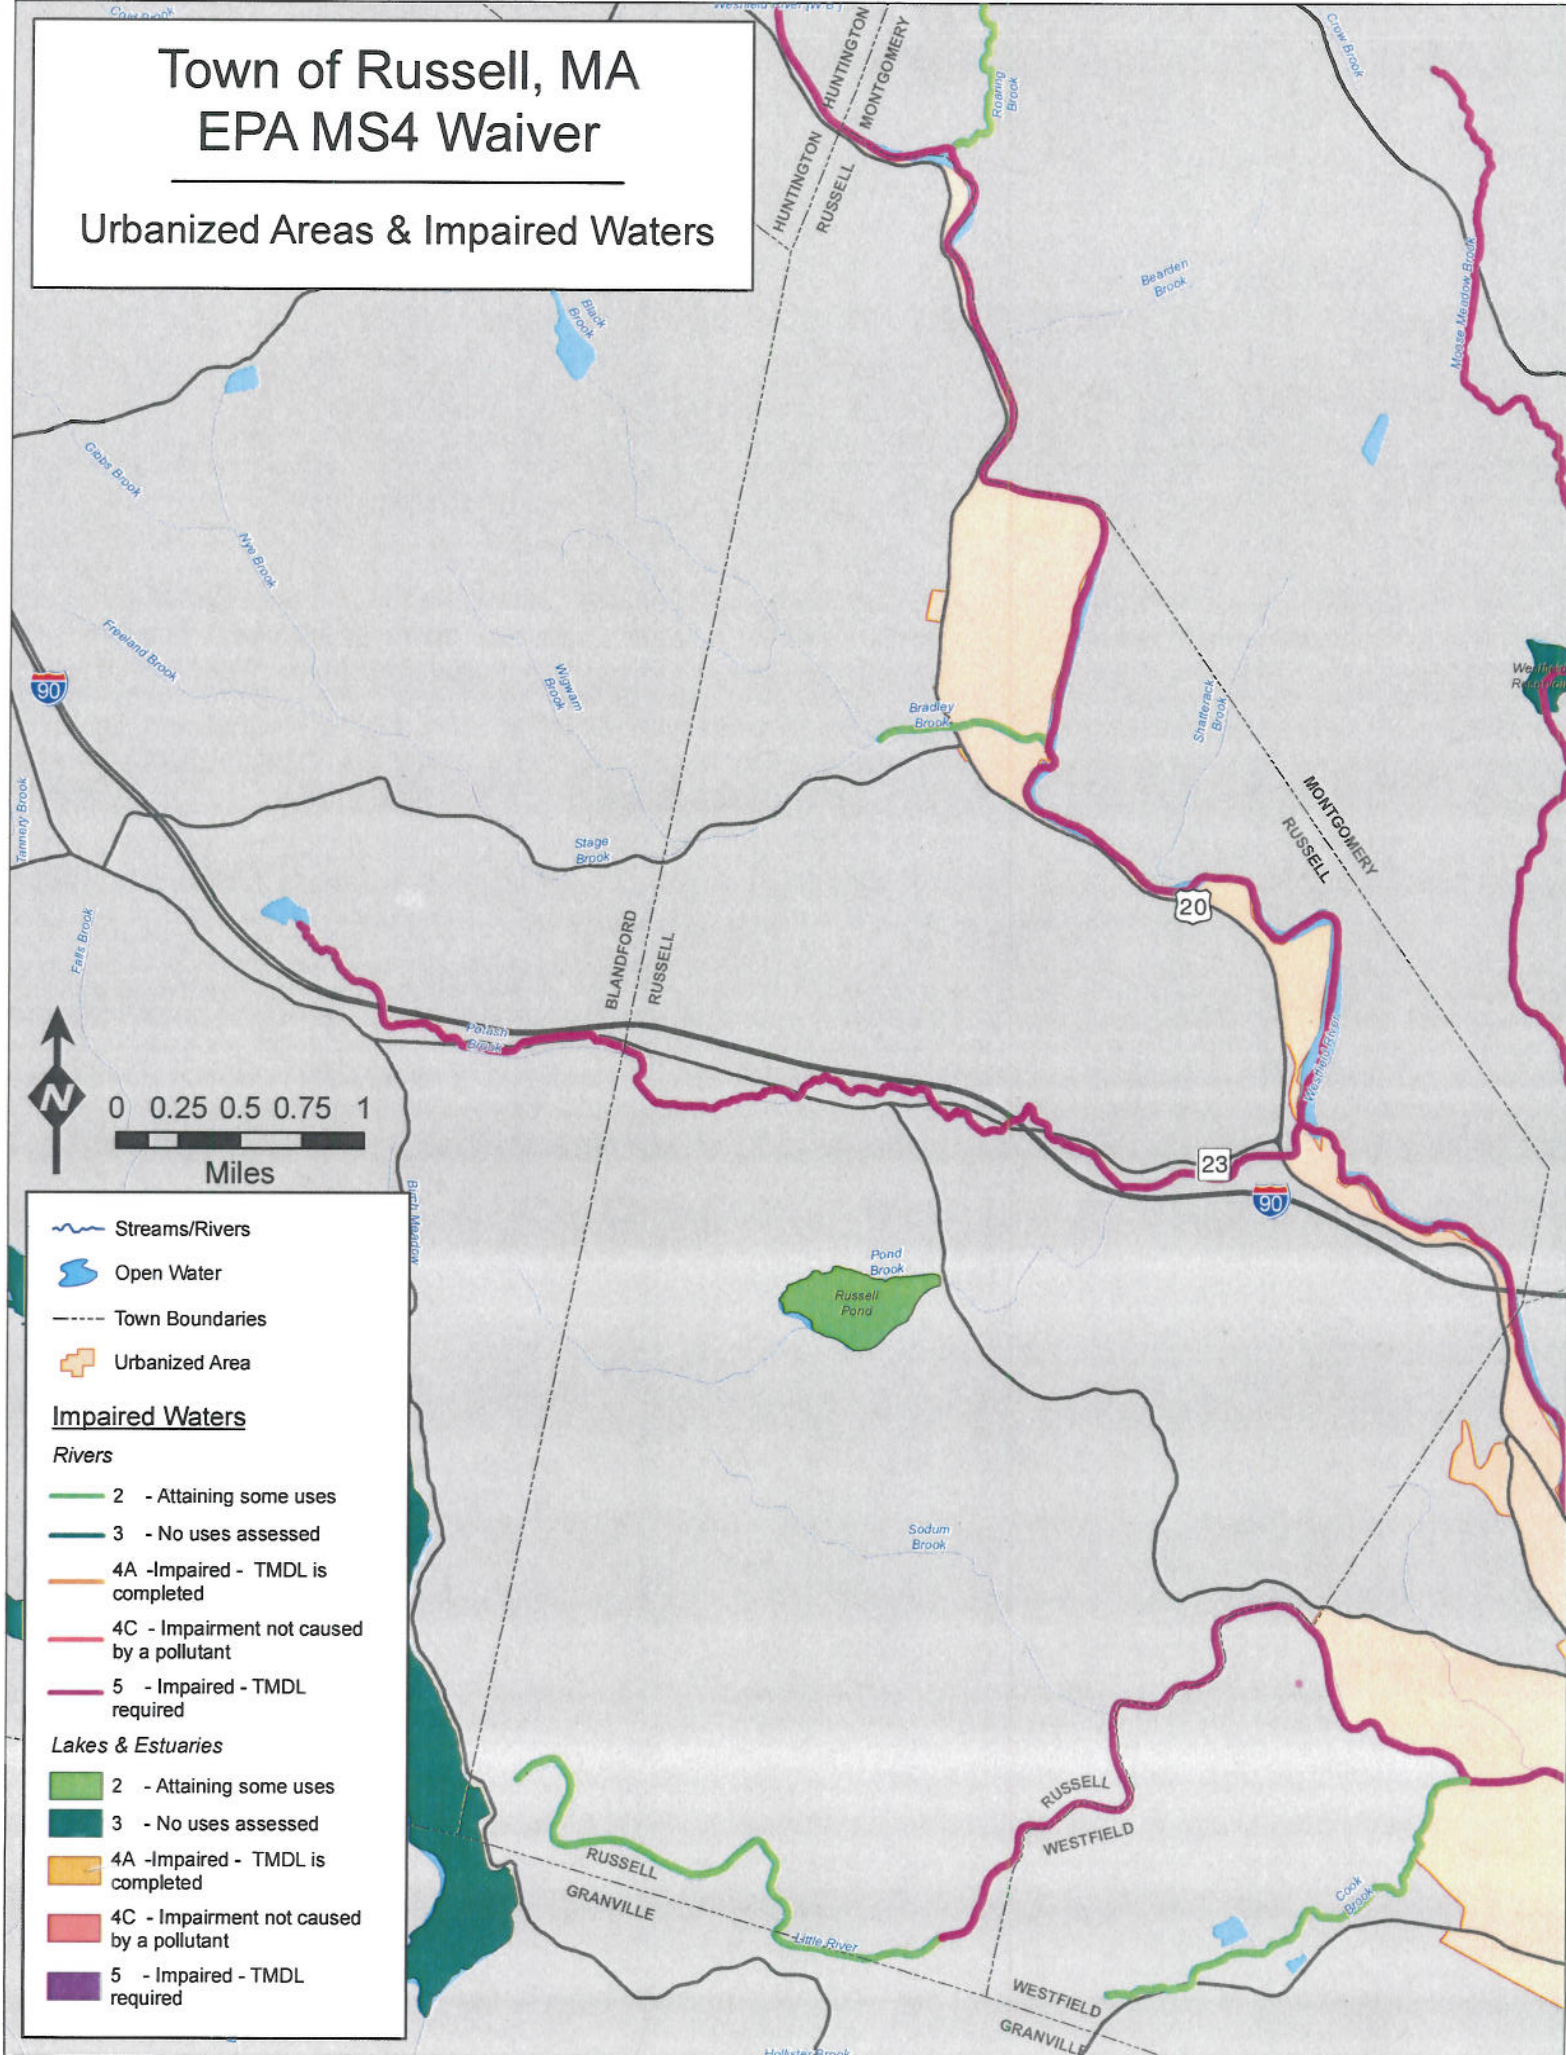 Cold Brook
Westfield River (W B)
Town of Russell, MA
EPA MS4 Waiver
Urbanized Areas & Impaired Waters
HUNTINGTON
MONTGOMERY
HUNTINGTON
RUSSELL
Roaring
Brook
Crow Brook
Moose Meadow Brook
Bearden
Brook
Black
Brook
Gibbs Brook
Nye Brook
Freeland Brook
Wigwam
Brook
90
Bradley
Brook
Shatterack
Brook
MONTGOMERY
RUSSELL
Tannery Brook
Stage
Brook
20
Falls Brook
BLANDFORD
RUSSELL
Potash
Brook
Westfield River
N
0 0.25 0.5 0.75 1
Miles
23
90
Birch Meadow
Pond
Brook
Russell
Pond
Streams/Rivers
Open Water
Town Boundaries
Urbanized Area
Impaired Waters
Rivers
2 - Attaining some uses
3 - No uses assessed
4A -Impaired - TMDL is
completed
4C - Impairment not caused
by a pollutant
5 - Impaired - TMDL
required
Lakes & Estuaries
2 - Attaining some uses
3 - No uses assessed
4A -Impaired - TMDL is
completed
4C - Impairment not caused
by a pollutant
5 - Impaired - TMDL
required
Sodum
Brook
RUSSELL
WESTFIELD
RUSSELL
GRANVILLE
Little River
Cook
Brook
WESTFIELD
GRANVILLE
Hollister Brook